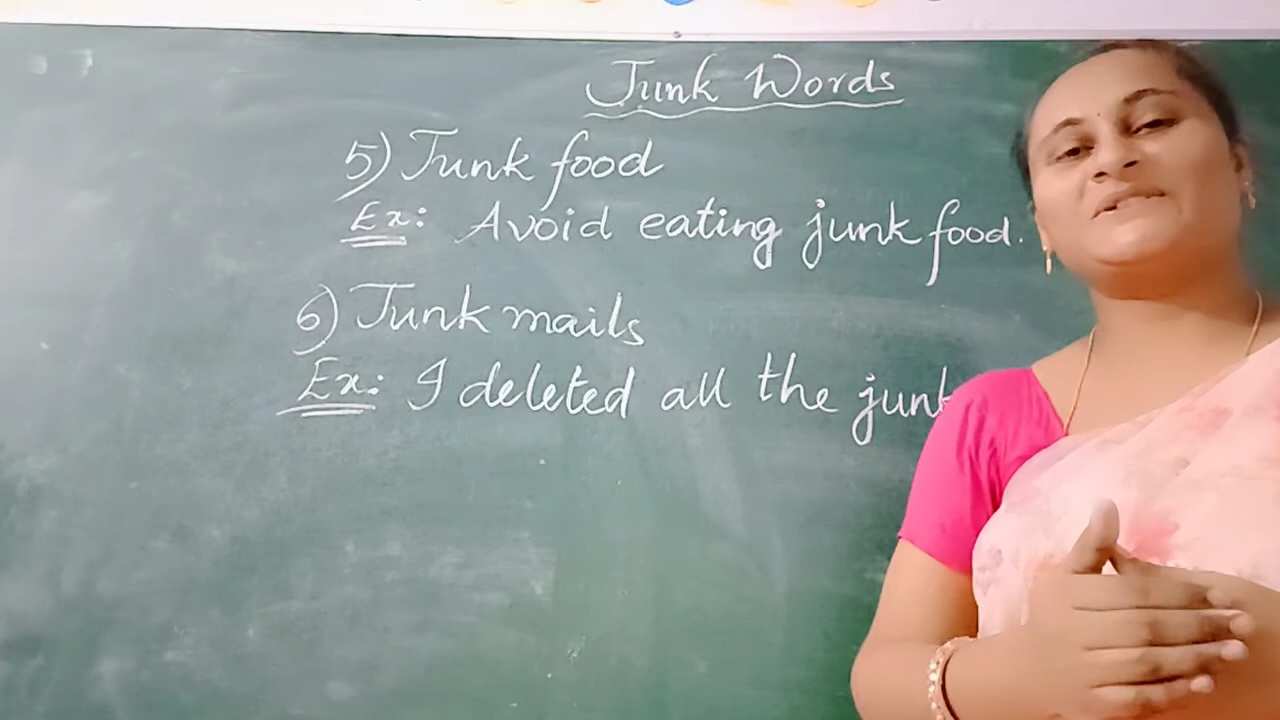 Junk Words
5) Junk food
Ex: Avoid eating junk food.
6) Junk mails
Ex: I deleted all the junk